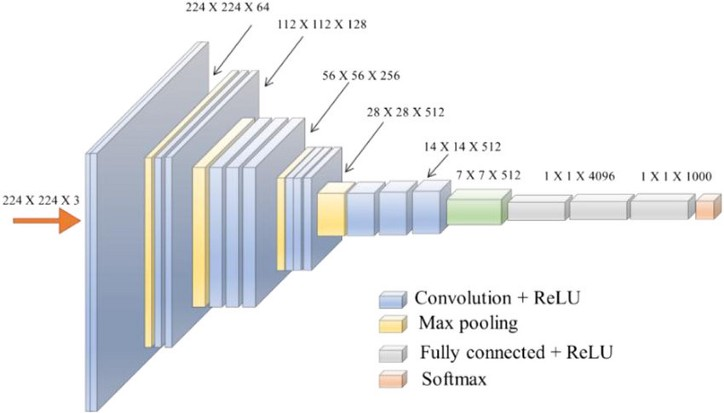 224 X 224 X 64
112 X 112 X 128
56 X 56 X 256
28 X 28 X 512
14 X 14 X 512
7 X 7 X 512
1 X 1 X 4096
1 X 1 X 1000
224 X 224 X 3
Convolution + ReLU
Max pooling
Fully connected + ReLU
Softmax